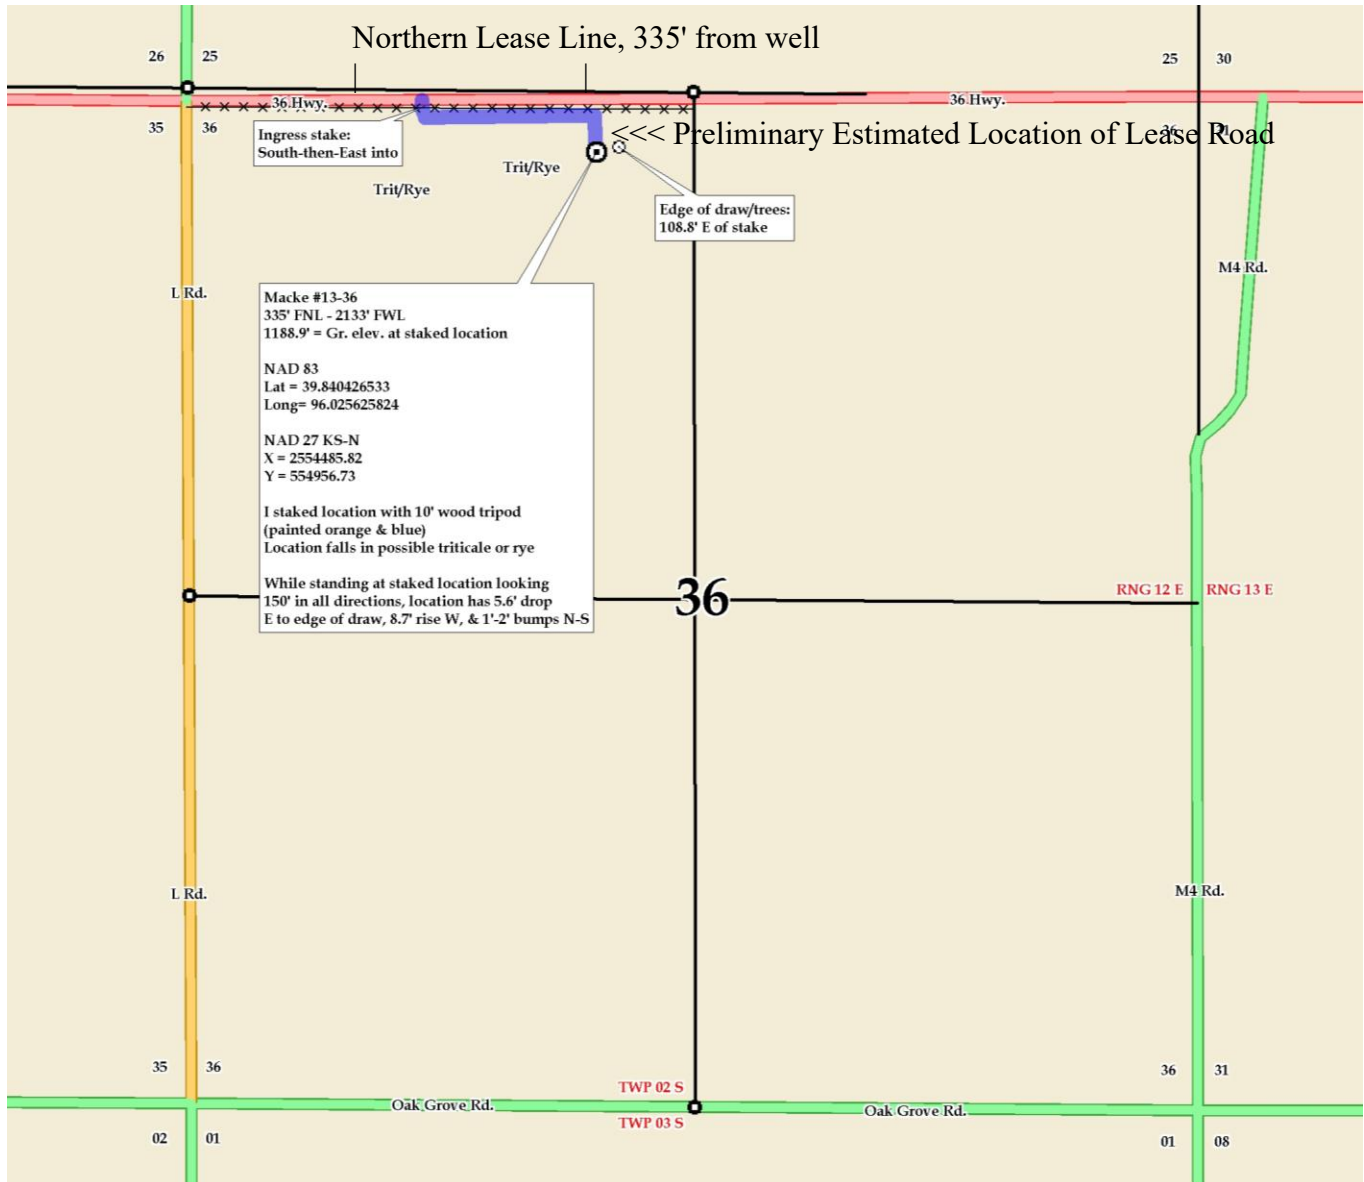 Northern Lease Line, 335' from well
26 25
25 30
36 Hwy.
36 Hwy.
35 36
36 31
Ingress stake:
South-then-East into
<<< Preliminary Estimated Location of Lease Road
Trit/Rye
Trit/Rye
Edge of draw/trees:
108.8' E of stake
L Rd.
M4 Rd.
Macke #13-36
335' FNL - 2133' FWL
1188.9' = Gr. elev. at staked location
NAD 83
Lat = 39.840426533
Long= 96.025625824
NAD 27 KS-N
X = 2554485.82
Y = 554956.73
I staked location with 10' wood tripod
(painted orange & blue)
Location falls in possible triticale or rye
While standing at staked location looking
150' in all directions, location has 5.6' drop
E to edge of draw, 8.7' rise W, & 1'-2' bumps N-S
36
RNG 12 E RNG 13 E
L Rd.
M4 Rd.
35 36
36 31
TWP 02 S
Oak Grove Rd.
Oak Grove Rd.
TWP 03 S
02 01
01 08